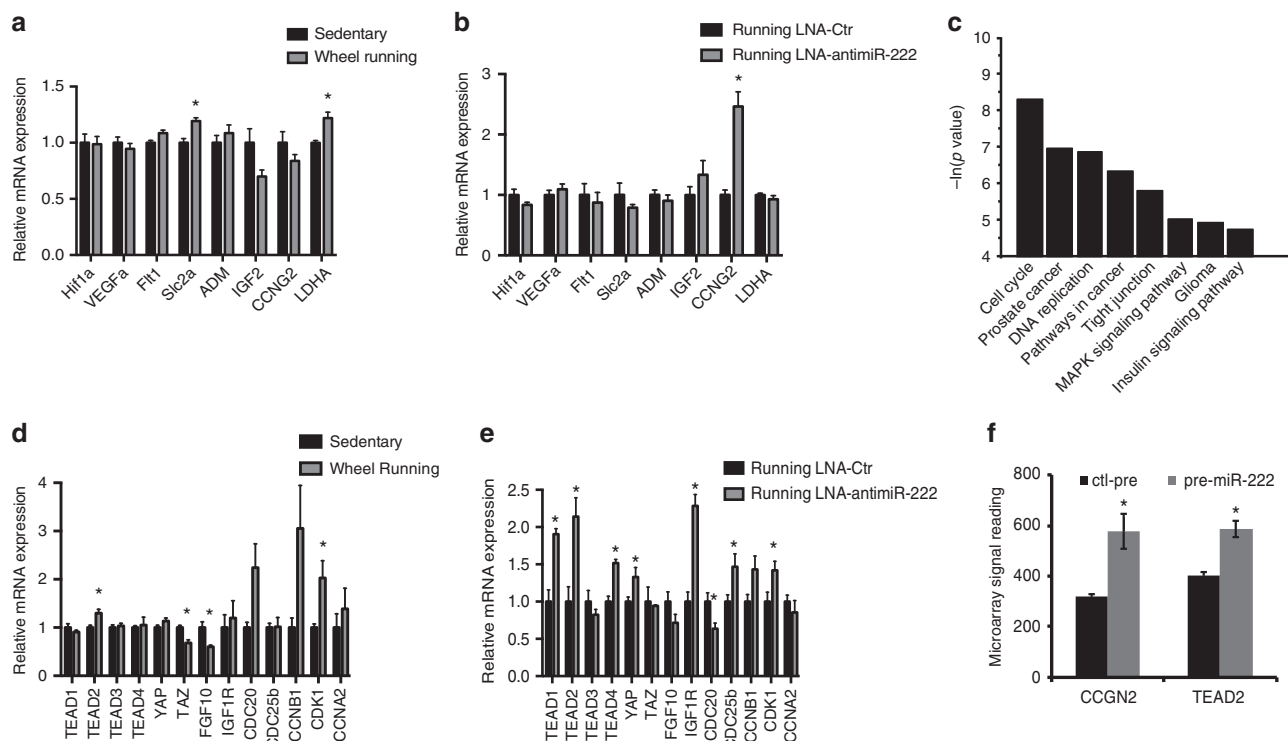 a
Sedentary
Wheel running
Relative mRNA expression
1.5
1.0
0.5
0.0
*
*
Hif1a
VEGFa
Flt1
Slc2a
ADM
IGF2
CCNG2
LDHA
b
Running LNA-Ctr
Running LNA-antimiR-222
Relative mRNA expression
3
2
1
0
*
Hif1a
VEGFa
Flt1
Slc2a
ADM
IGF2
CCNG2
LDHA
c
–ln(p value)
10
9
8
7
6
5
4
Cell cycle
Prostate cancer
DNA replication
Pathways in cancer
Tight junction
MAPK signaling pathway
Glioma
Insulin signaling pathway
d
Sedentary
Wheel Running
Relative mRNA expression
4
3
2
1
0
*
*
*
*
TEAD1
TEAD2
TEAD3
TEAD4
YAP
TAZ
FGF10
IGF1R
CDC20
CDC25b
CCNB1
CDK1
CCNA2
e
Running LNA-Ctr
Running LNA-antimiR-222
Relative mRNA expression
2.5
2.0
1.5
1.0
0.5
0.0
*
*
*
*
*
*
*
*
TEAD1
TEAD2
TEAD3
TEAD4
YAP
TAZ
FGF10
IGF1R
CDC20
CDC25b
CCNB1
CDK1
CCNA2
f
ctl-pre
pre-miR-222
Microarray signal reading
800
600
400
200
0
*
*
CCGN2
TEAD2